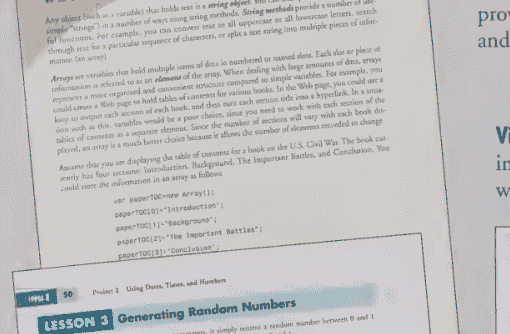 Any object (such as a variable) that holds text is a string object. You can
simple "strings") in a number of ways using string methods. String methods provide a number of use-
ful functions. For example, you can convert text to all uppercase or all lowercase letters, search
through text for a particular sequence of characters, or split a text string into multiple pieces of infor-
mation (an array)
Arrays are variables that hold multiple items of data in numbered or named slots. Each slot or piece of
information is referred to as an element of the array. When dealing with large amounts of data, arrays
represent a more organized and convenient structure compared to simple variables. For example, you
could create a Web page to hold tables of contents for various books. In the Web page, you could use a
loop to output each section of each book, and then turn each section title into a hyperlink. In a situa-
tion such as this, variables would be a poor choice, since you need to work with each section of the
tables of contents as a separate element. Since the number of sections will vary with each book dis-
played, an array is a much better choice because it allows the number of elements recorded to change
Assume that you are displaying the table of contents for a book on the U.S. Civil War. The book cur-
rently has four sections: Introduction, Background, The Important Battles, and Conclusion. You
could store the information in an array as follows
var paperTOC=new Array();
paperTOC[0]="Introduction";
paperTOC[1]="Background";
paperTOC[2]="The Important Battles";
paperTOC[3]="Conclusion";
50 Project 2 Using Dates, Times, and Numbers
LESSON 3 Generating Random Numbers
it simply returns a random number between 0 and 1
prov
and
Vi
in
w